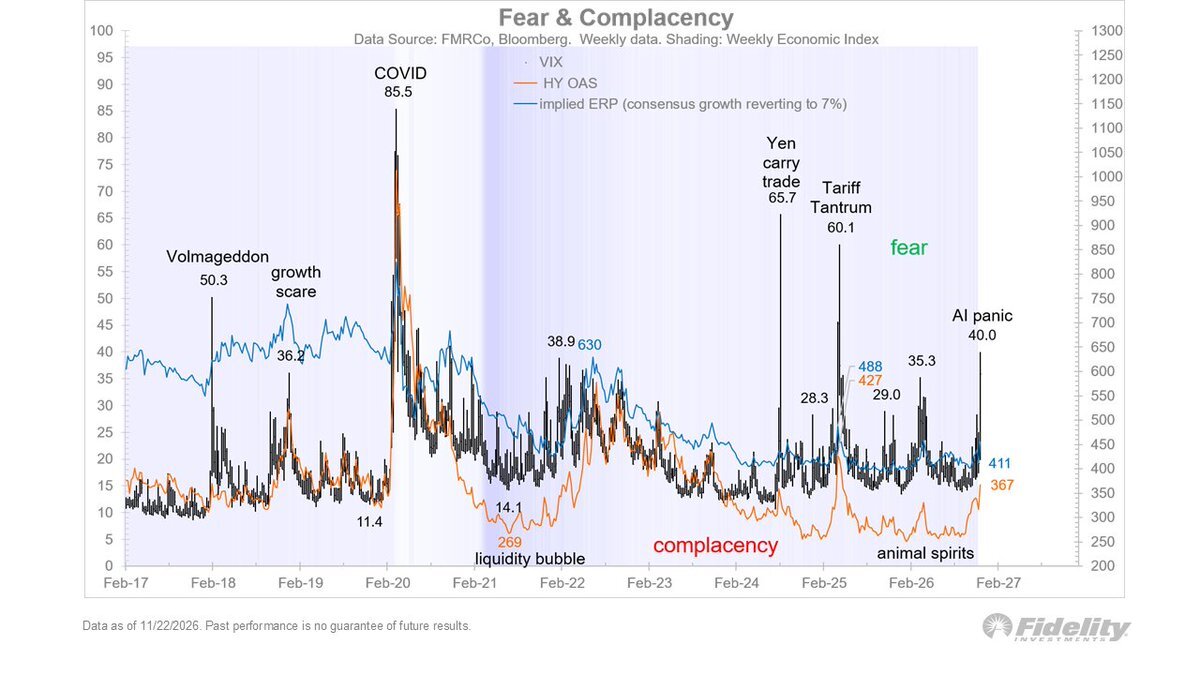 Fear & Complacency
Data Source: FMRCo, Bloomberg.  Weekly data. Shading: Weekly Economic Index
VIX
HY OAS
implied ERP (consensus growth reverting to 7%)
100
95
90
85
80
75
70
65
60
55
50
45
40
35
30
25
20
15
10
5
0
1300
1250
1200
1150
1100
1050
1000
950
900
850
800
750
700
650
600
550
500
450
400
350
300
250
200
COVID
85.5
Yen
carry
trade
65.7
Tariff
Tantrum
60.1
fear
Volmageddon
50.3
growth
scare
36.2
AI panic
40.0
38.9
630
35.3
488
427
28.3
29.0
411
367
11.4
14.1
269
liquidity bubble
complacency
animal spirits
Feb-17
Feb-18
Feb-19
Feb-20
Feb-21
Feb-22
Feb-23
Feb-24
Feb-25
Feb-26
Feb-27
Data as of 11/22/2026. Past performance is no guarantee of future results.
Fidelity
INVESTMENTS